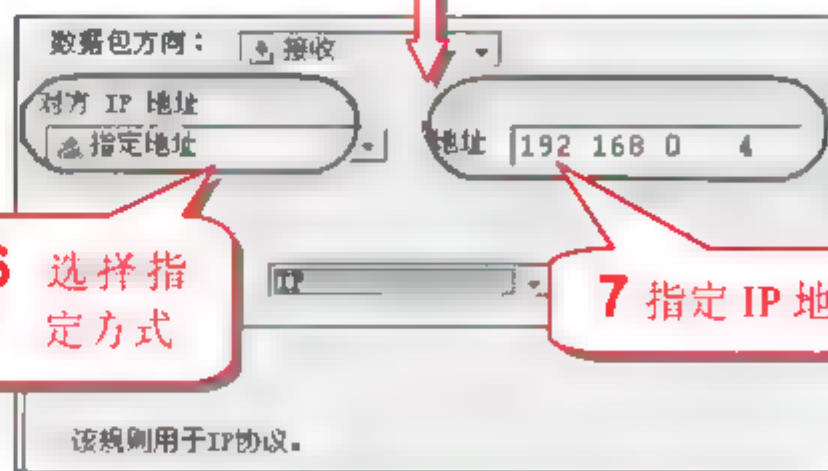 数据包方向： 接收
对方 IP 地址
指定地址
地址 192 168 0 4
6 选择指
定方式
IP
7 指定 IP 地
该规则用于IP协议。